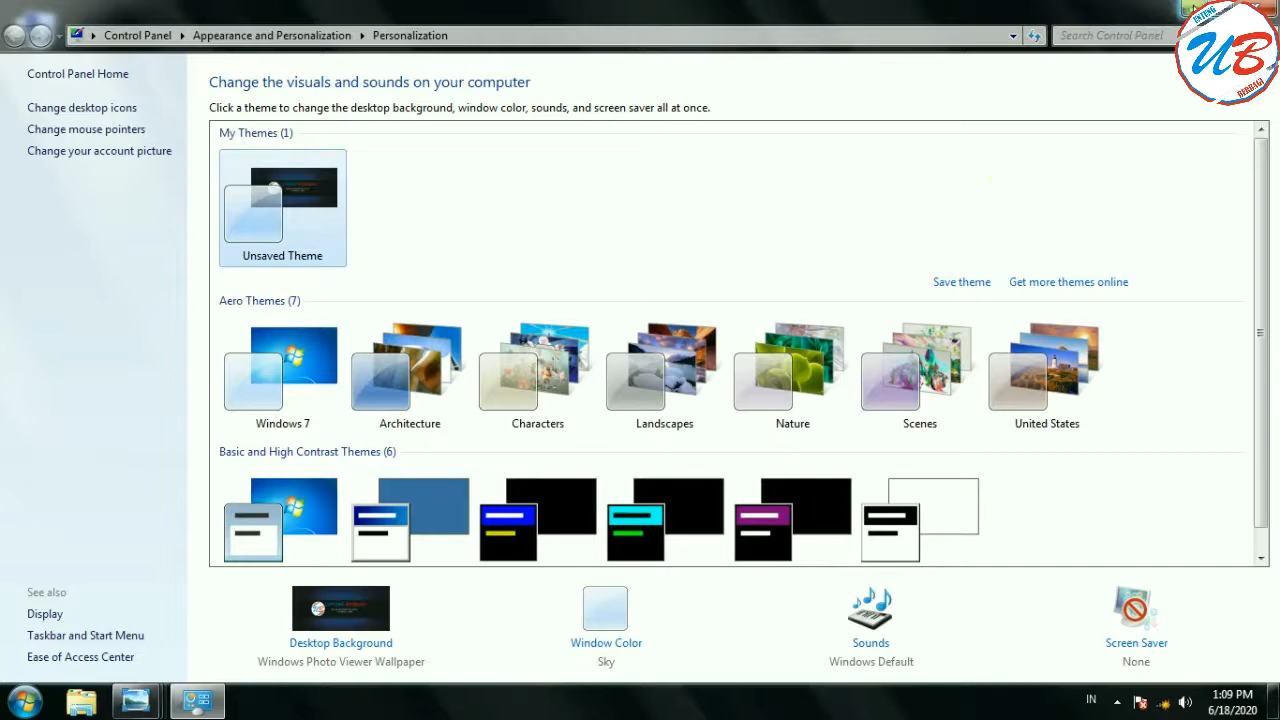 Control Panel Appearance and Personalization Personalization
Search Control Panel
ENTENG
UB
BERBAGI
Control Panel Home
Change desktop icons
Change mouse pointers
Change your account picture
Change the visuals and sounds on your computer
Click a theme to change the desktop background, window color, sounds, and screen saver all at once.
My Themes (1)
Unsaved Theme
Save theme Get more themes online
Aero Themes (7)
Windows 7 Architecture Characters Landscapes Nature Scenes United States
Basic and High Contrast Themes (6)
See also
Display
Taskbar and Start Menu
Ease of Access Center
Desktop Background
Windows Photo Viewer Wallpaper
Window Color
Sky
Sounds
Windows Default
Screen Saver
None
IN
1:09 PM
6/18/2020